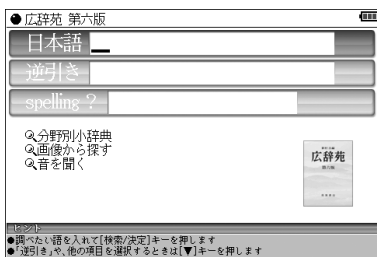 ●広辞苑 第六版
日本語
逆引き
spelling ?
分野別小辞典
画像から探す
音を聞く
広辞苑
ヒント
●調べたい語を入れて[検索/決定]キーを押します
●「逆引き」や、他の項目を選択するときは[▼]キーを押します